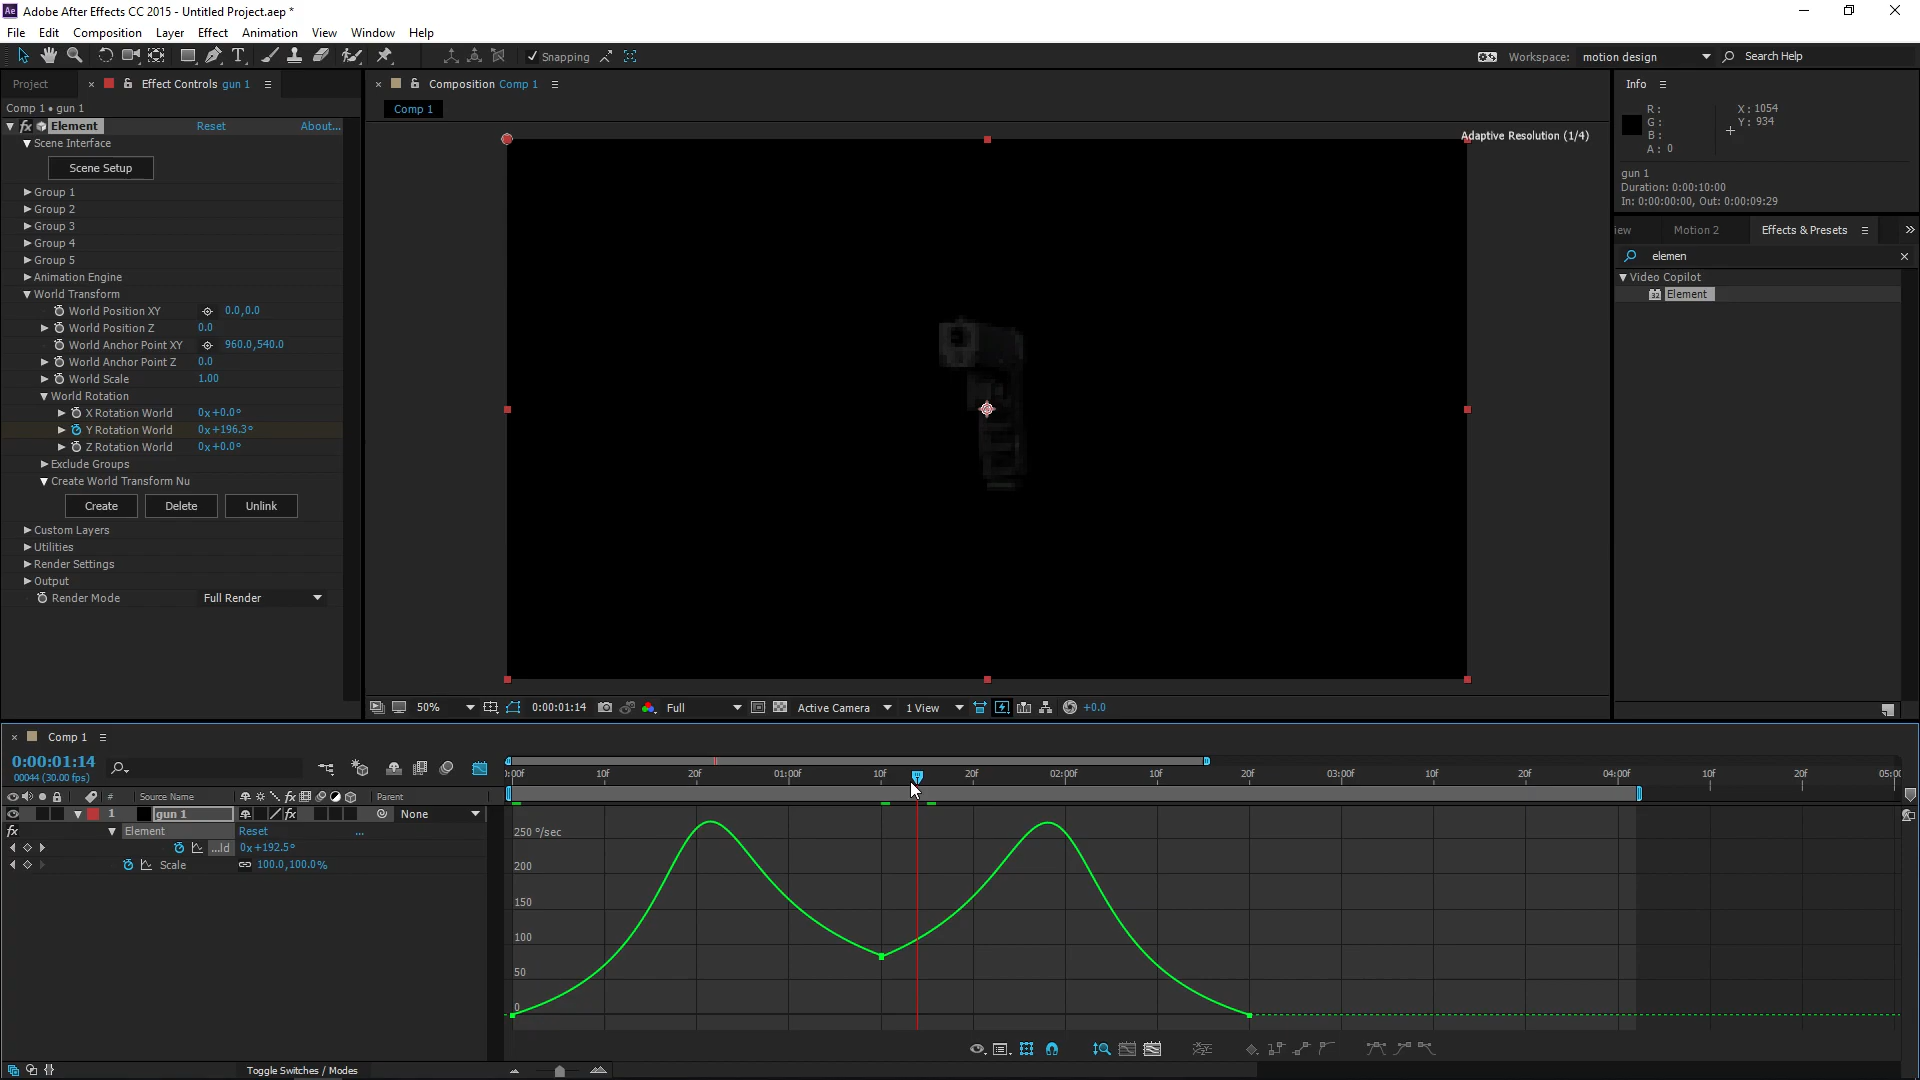 Adobe After Effects CC 2015 - Untitled Project.aep *
File Edit Composition Layer Effect Animation View Window Help
Snapping
Workspace: motion design
Search Help
Project
Effect Controls gun 1
Comp 1 • gun 1
fx Element Reset About...
Scene Interface
Scene Setup
Group 1
Group 2
Group 3
Group 4
Group 5
Animation Engine
World Transform
World Position XY 0.0,0.0
World Position Z 0.0
World Anchor Point XY 960.0,540.0
World Anchor Point Z 0.0
World Scale 1.00
World Rotation
X Rotation World 0x+0.0°
Y Rotation World 0x+196.3°
Z Rotation World 0x+0.0°
Exclude Groups
Create World Transform Nu
Create Delete Unlink
Custom Layers
Utilities
Render Settings
Output
Render Mode Full Render
Composition Comp 1
Comp 1
Adaptive Resolution (1/4)
50% 0:00:01:14 Full Active Camera 1 View +0.0
Info
R: X: 1054
G: Y: 934
B:
A: 0
gun 1
Duration: 0:00:10:00
In: 0:00:00:00, Out: 0:00:09:29
iew Motion 2 Effects & Presets
elemen
Video Copilot
32 Element
Comp 1
0:00:01:14
00044 (30.00 fps)
# Source Name fx Parent
1 gun 1 fx None
fx Element Reset ...
...ld 0x+192.5°
Scale 100.0,100.0%
:00f 10f 20f 01:00f 10f 20f 02:00f 10f 20f 03:00f 10f 20f 04:00f 10f 20f 05:0
250 °/sec
200
150
100
50
0
Toggle Switches / Modes